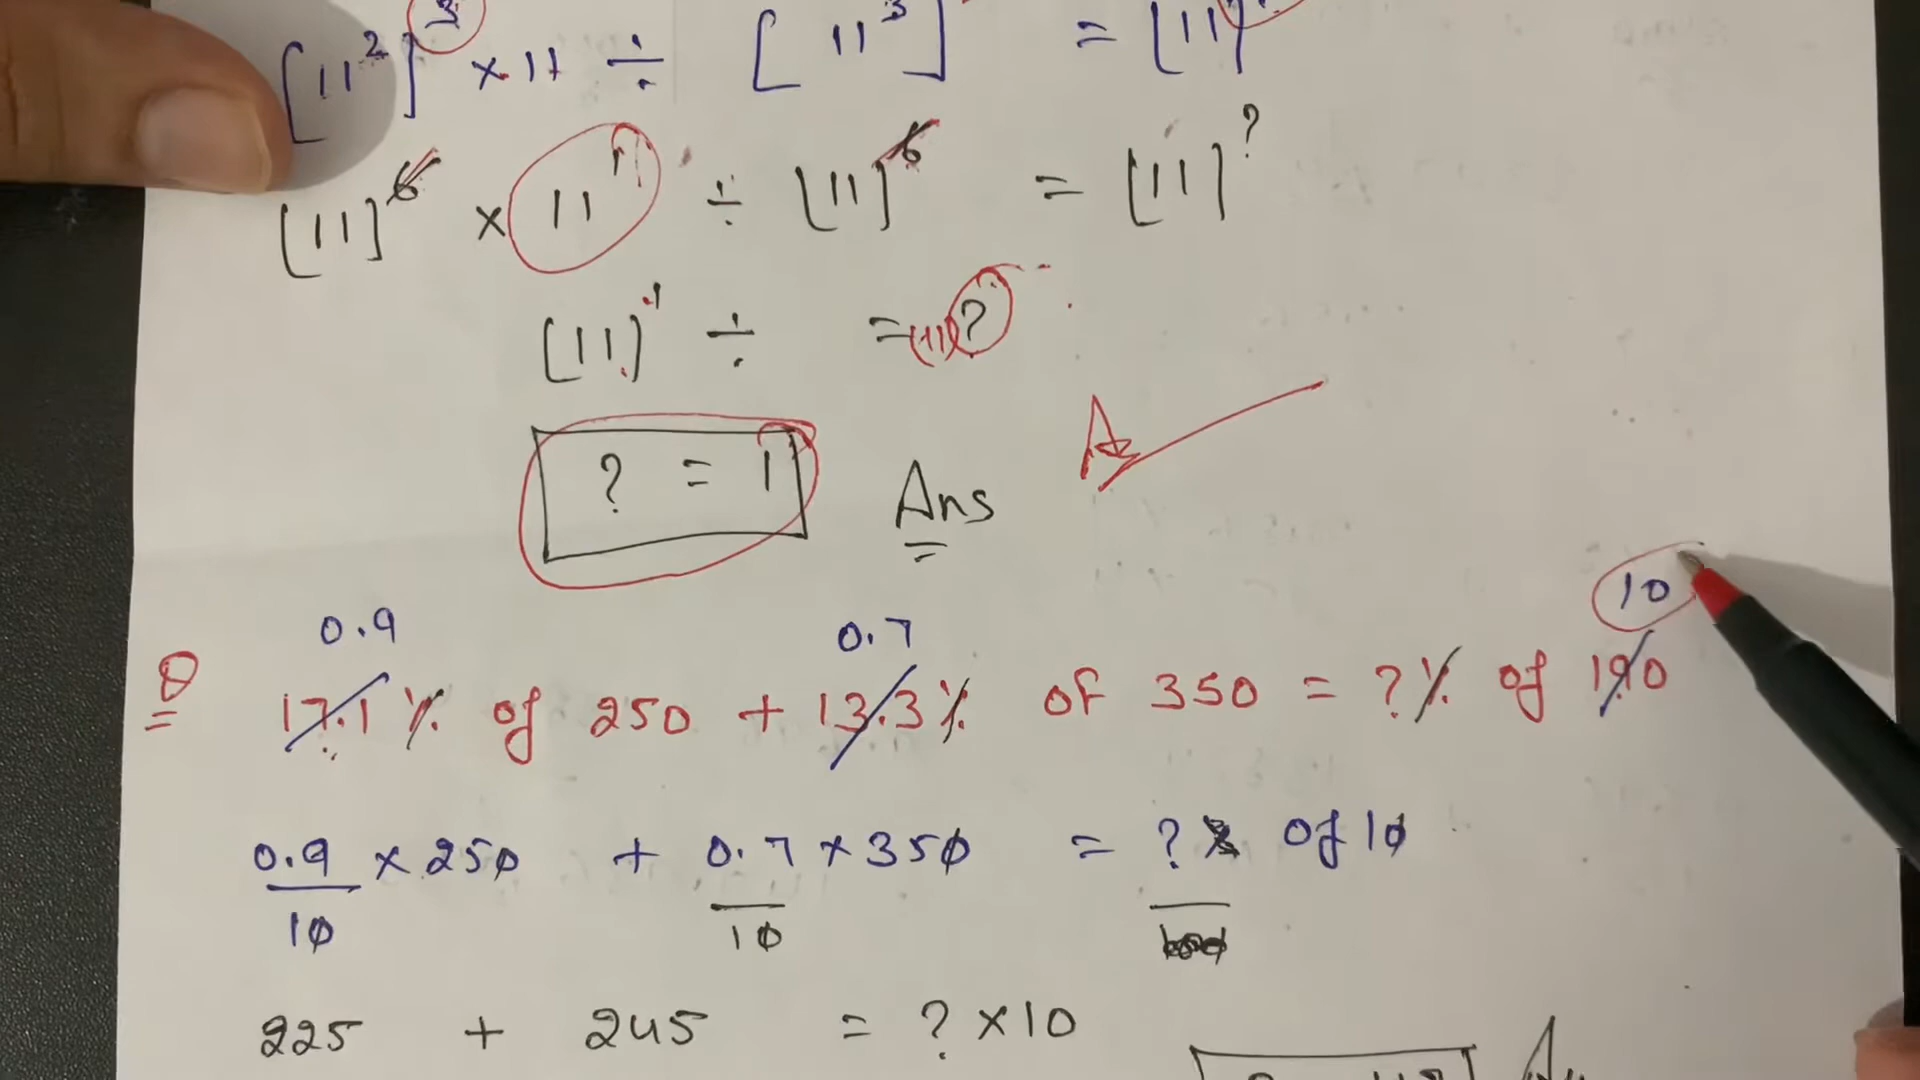 [11²]³ × 11 ÷ [11³] = [11]
[11]⁶ × 11¹ ÷ [11]⁶ = [11]^?
[11]¹ ÷ = (11)^?
? = 1 Ans
0.9 0.7 10
Q 17.1% of 250 + 13.3% of 350 = ?% of 190
0.9/10 × 250 + 0.7/10 × 350 = ? of 10
225 + 245 = ? × 10